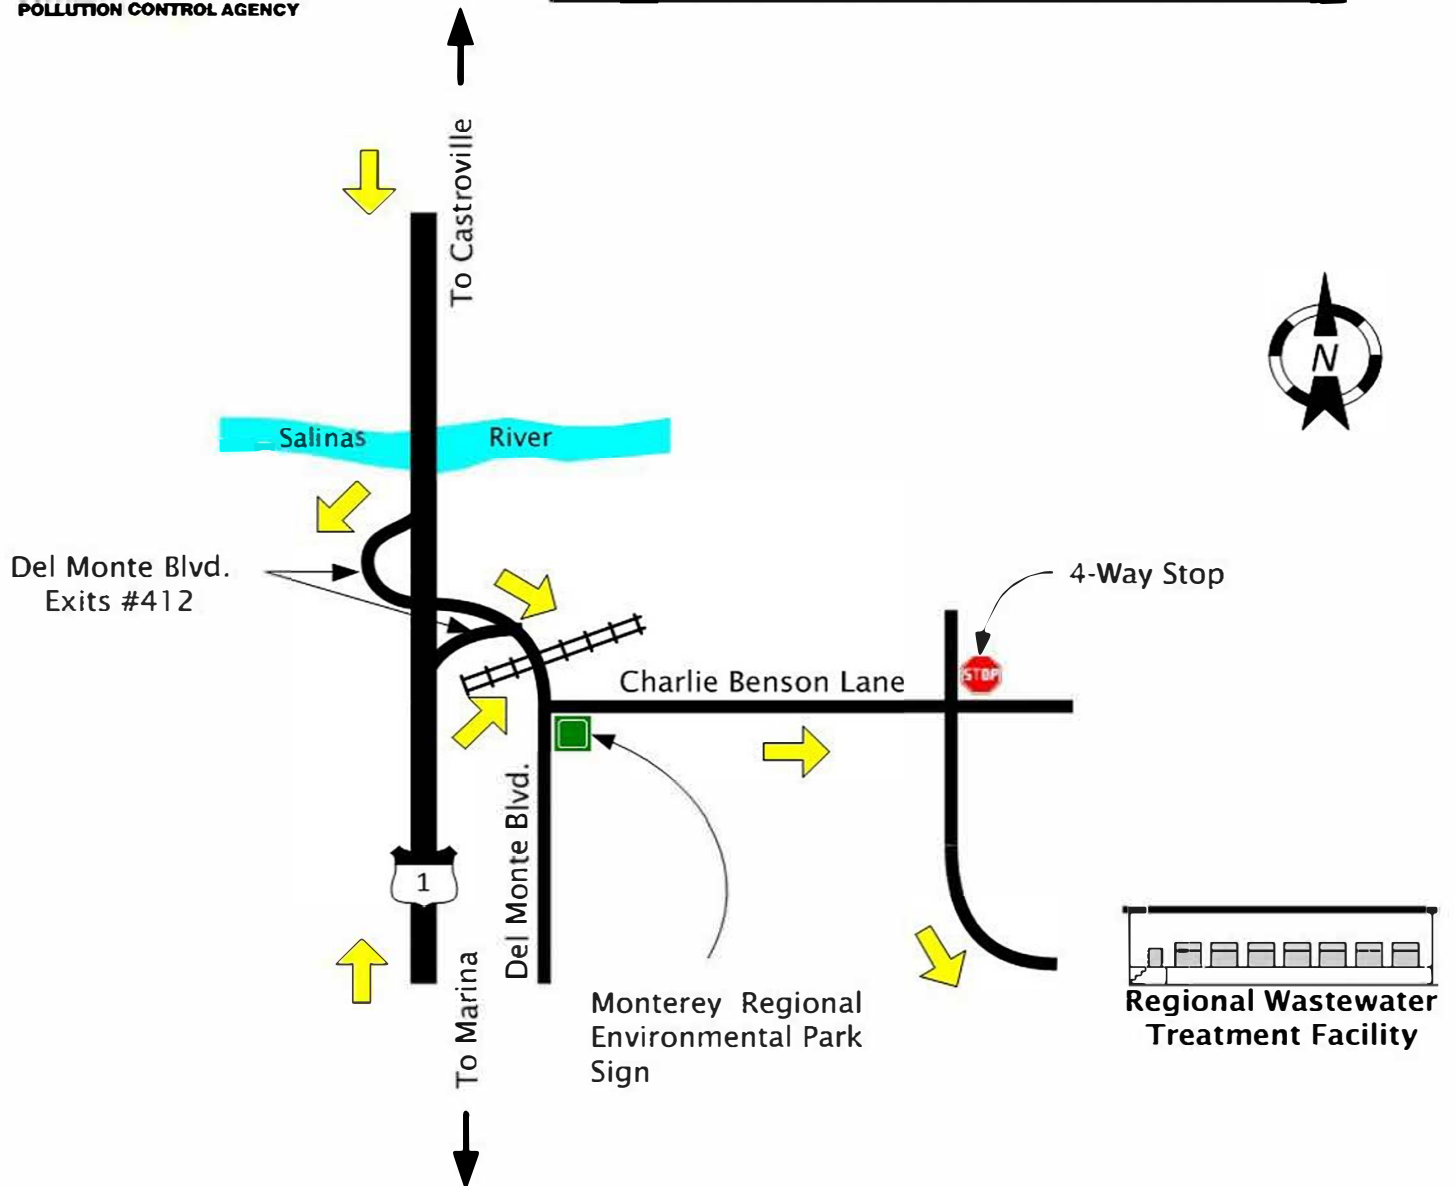 POLLUTION CONTROL AGENCY
To Castroville
N
Salinas River
Del Monte Blvd.
Exits #412
4-Way Stop
STOP
Charlie Benson Lane
Del Monte Blvd.
1
To Marina
Monterey Regional
Environmental Park
Sign
Regional Wastewater
Treatment Facility